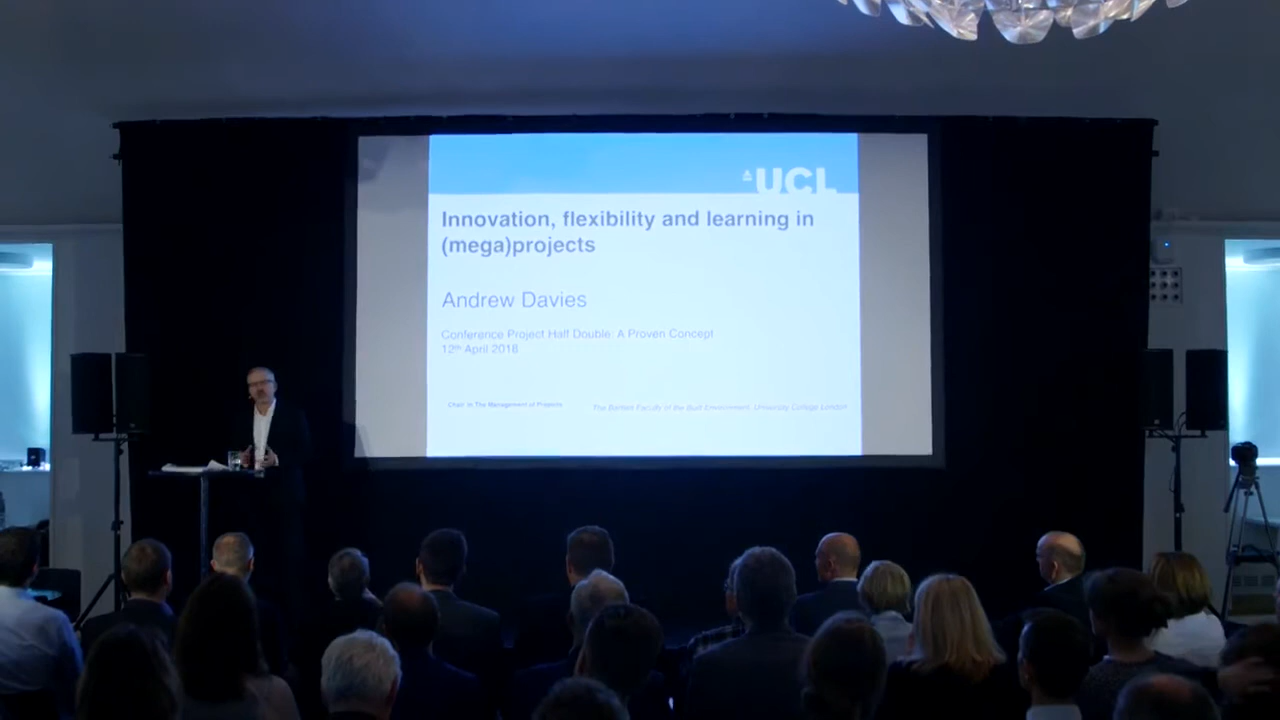 UCL
Innovation, flexibility and learning in
(mega)projects
Andrew Davies
Conference Project Half Double: A Proven Concept
12th April 2018
Chair in The Management of Projects
The Bartlett Faculty of the Built Environment, University College London